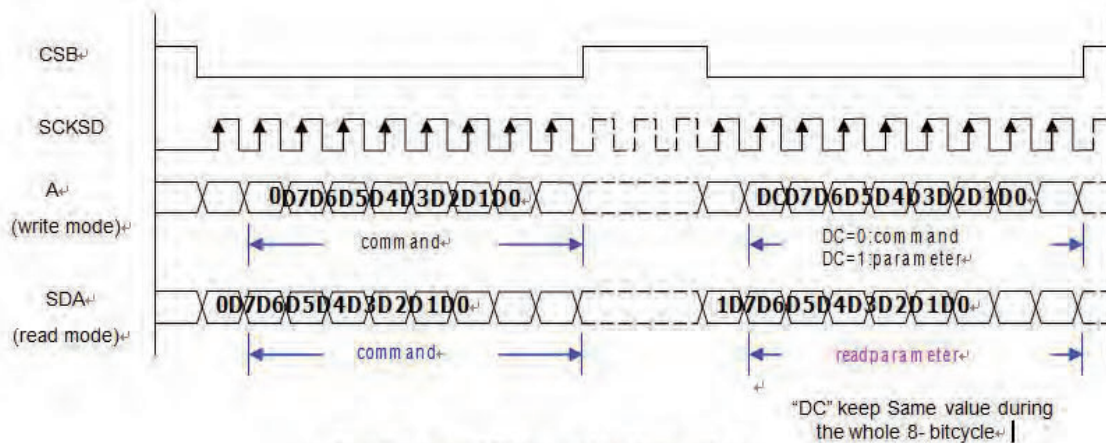 CSB
SCKSD
A
(write mode)
0D7D6D5D4D3D2D1D0
DCD7D6D5D4D3D2D1D0
command
DC=0:command
DC=1:parameter
SDA
(read mode)
0D7D6D5D4D3D2D1D0
1D7D6D5D4D3D2D1D0
command
readparameter
“DC” keep Same value during
the whole 8- bitcycle